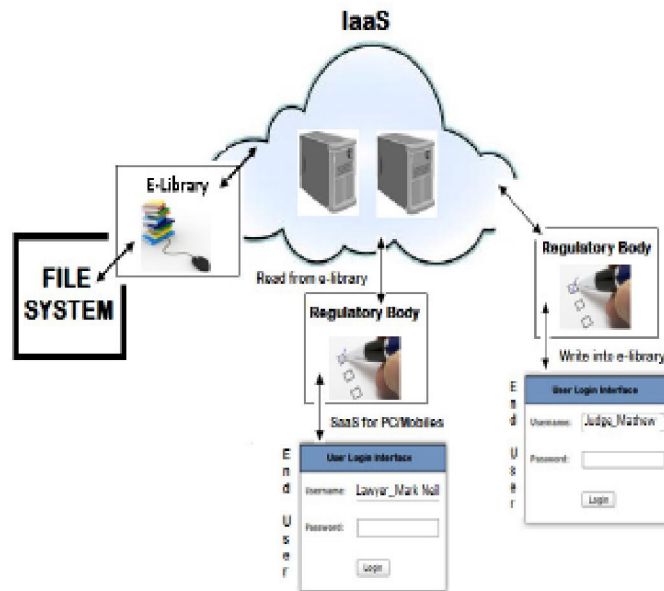 IaaS
E-Library
FILE
SYSTEM
Read from e-library
Regulatory Body
SaaS for PC/Mobiles
End User
User Login Interface
Username: Lawyer_Mark Neil
Password:
Login
Regulatory Body
Write into e-library
End User
User Login Interface
Username: Judge_Mathew
Password:
Login